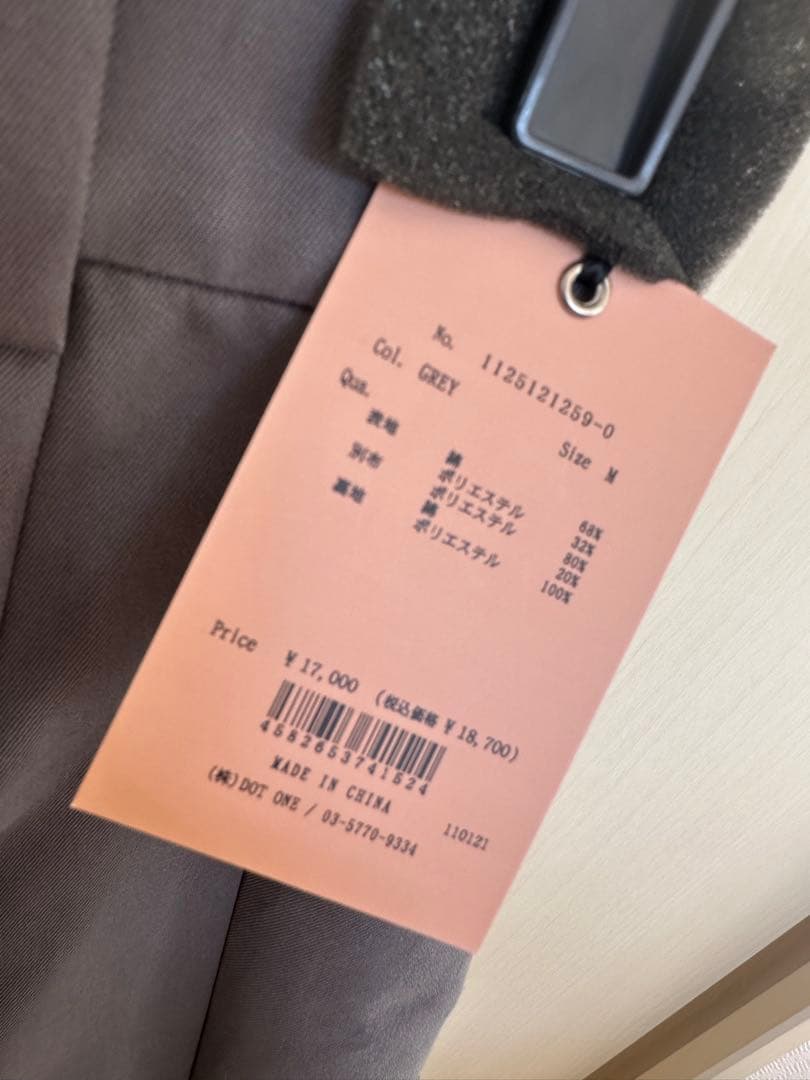 No. 1125121259-0
Col. GREY Size M
Qua.
表地 綿 68%
ポリエステル 32%
別布 ポリエステル 80%
綿 20%
裏地 ポリエステル 100%
Price ¥17,000 (税込価格 ¥18,700)
4582653741524
MADE IN CHINA
(株)DOT ONE / 03-5770-9334
110121